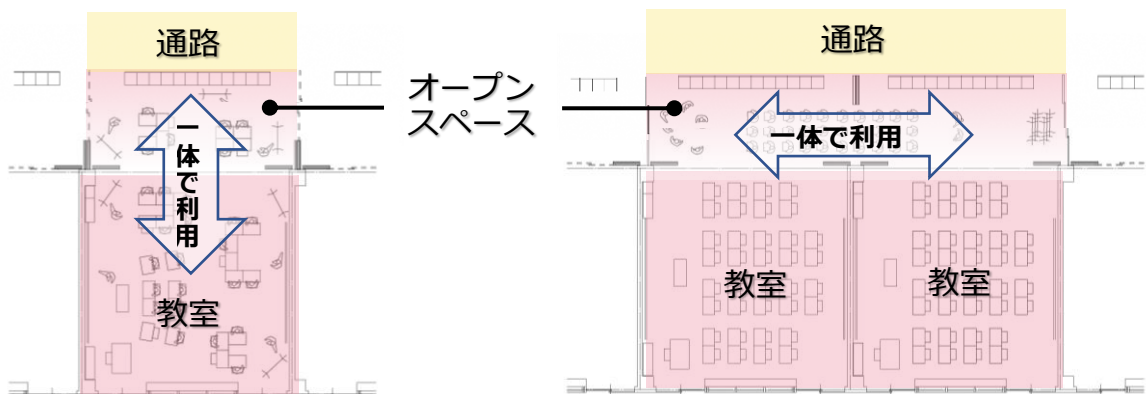 通路
オープン
スペース
一体で利用
教室
通路
一体で利用
教室
教室